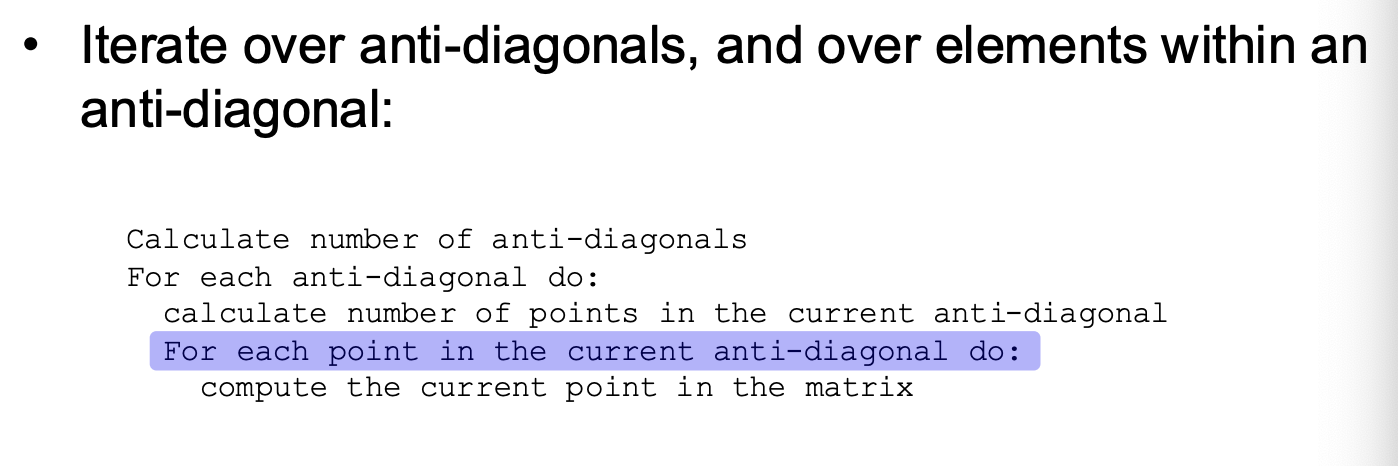 • Iterate over anti-diagonals, and over elements within an
anti-diagonal:
Calculate number of anti-diagonals
For each anti-diagonal do:
calculate number of points in the current anti-diagonal
For each point in the current anti-diagonal do:
compute the current point in the matrix